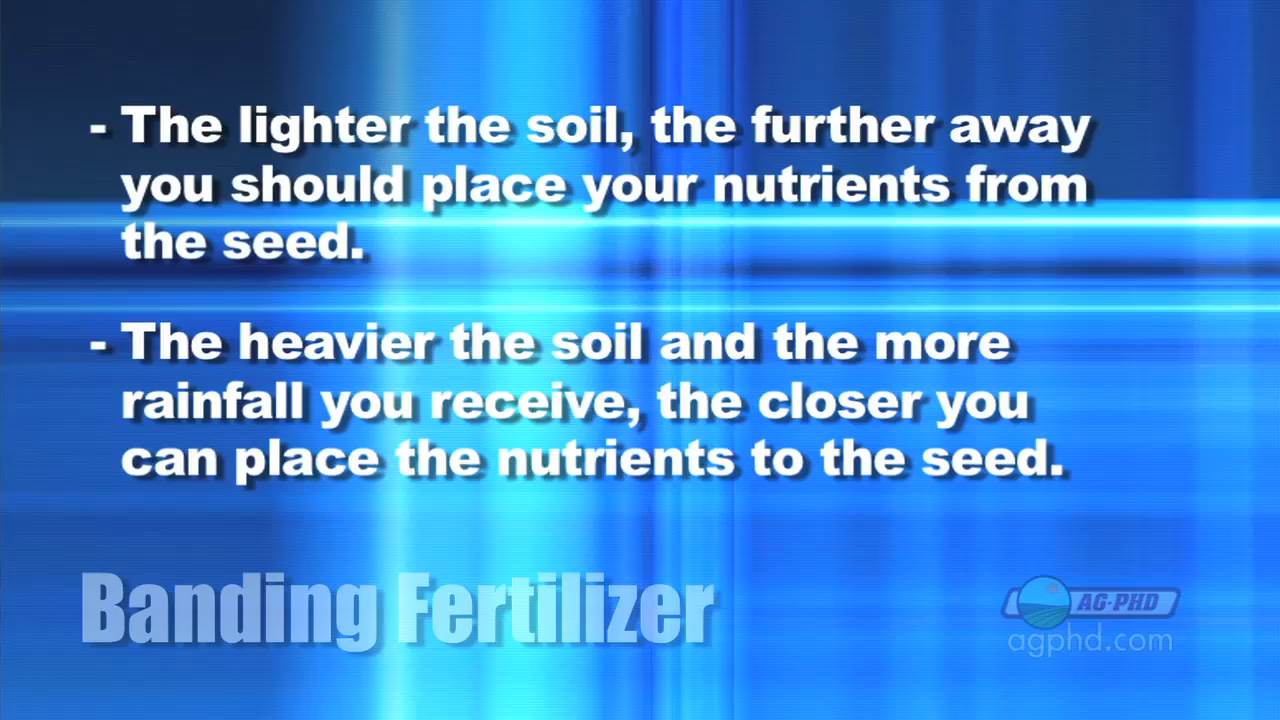 - The lighter the soil, the further away
you should place your nutrients from
the seed.
- The heavier the soil and the more
rainfall you receive, the closer you
can place the nutrients to the seed.
Banding Fertilizer
AG·PHD
agphd.com